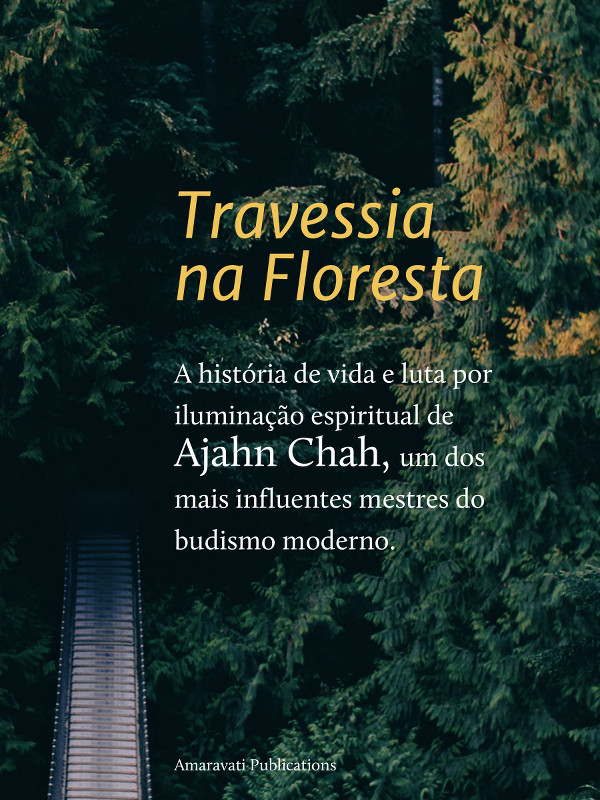 Travessia
na Floresta
A história de vida e luta por
iluminação espiritual de
Ajahn Chah, um dos
mais influentes mestres do
budismo moderno.
Amaravati Publications